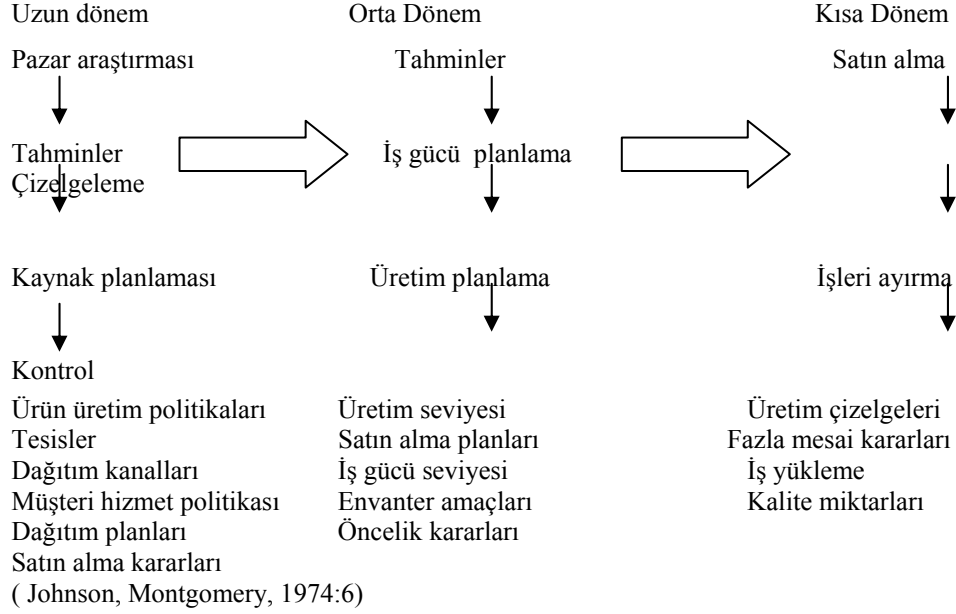 Uzun dönem Orta Dönem Kısa Dönem
Pazar araştırması Tahminler Satın alma
Tahminler İş gücü planlama
Çizelgeleme
Kaynak planlaması Üretim planlama İşleri ayırma
Kontrol
Ürün üretim politikaları Üretim seviyesi Üretim çizelgeleri
Tesisler Satın alma planları Fazla mesai kararları
Dağıtım kanalları İş gücü seviyesi İş yükleme
Müşteri hizmet politikası Envanter amaçları Kalite miktarları
Dağıtım planları Öncelik kararları
Satın alma kararları
( Johnson, Montgomery, 1974:6)